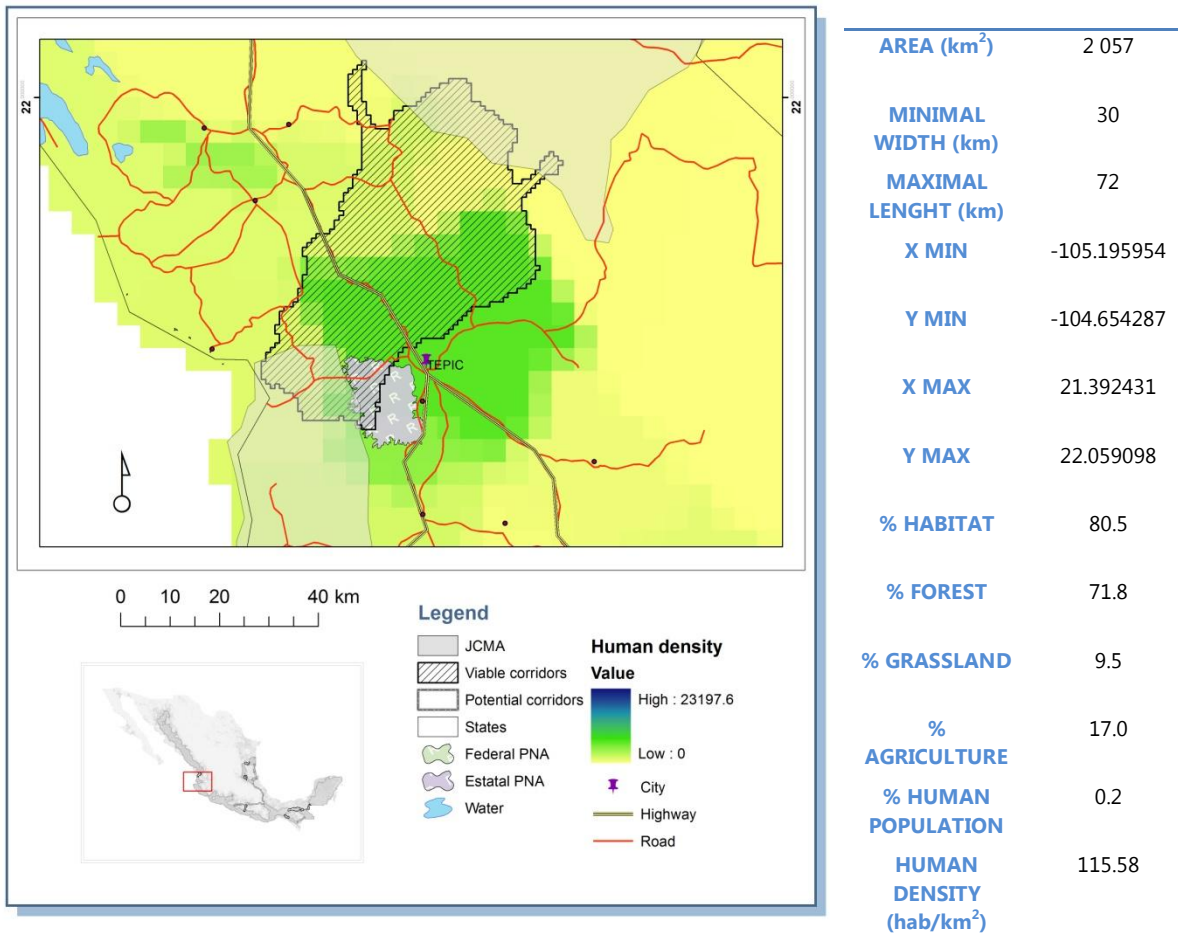 22
22
TEPIC
R
R
R
R
R
R
R
0 10 20 40 km
Legend
JCMA
Viable corridors
Potential corridors
States
Federal PNA
Estatal PNA
Water
Human density
Value
High : 23197.6
Low : 0
City
Highway
Road
AREA (km²) 2 057
MINIMAL
WIDTH (km) 30
MAXIMAL
LENGHT (km) 72
X MIN -105.195954
Y MIN -104.654287
X MAX 21.392431
Y MAX 22.059098
% HABITAT 80.5
% FOREST 71.8
% GRASSLAND 9.5
%
AGRICULTURE 17.0
% HUMAN
POPULATION 0.2
HUMAN
DENSITY
(hab/km²) 115.58